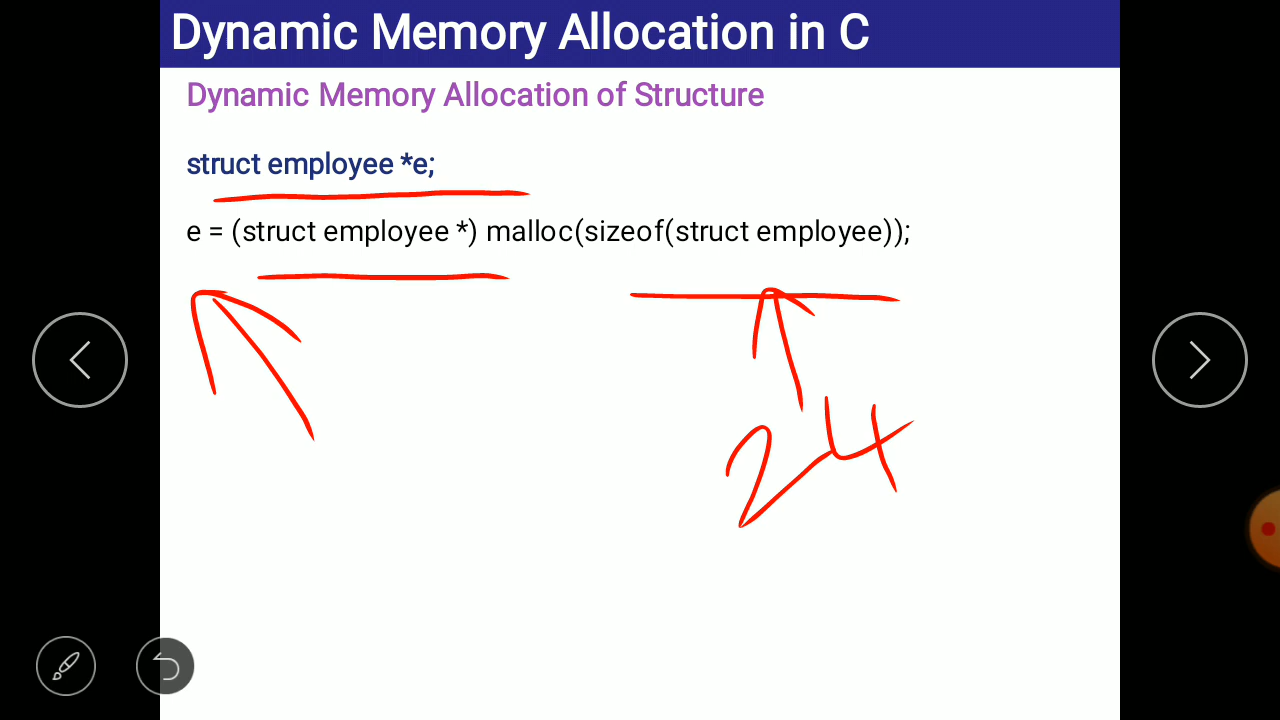 Dynamic Memory Allocation in C
Dynamic Memory Allocation of Structure
struct employee *e;
e = (struct employee *) malloc(sizeof(struct employee));
24